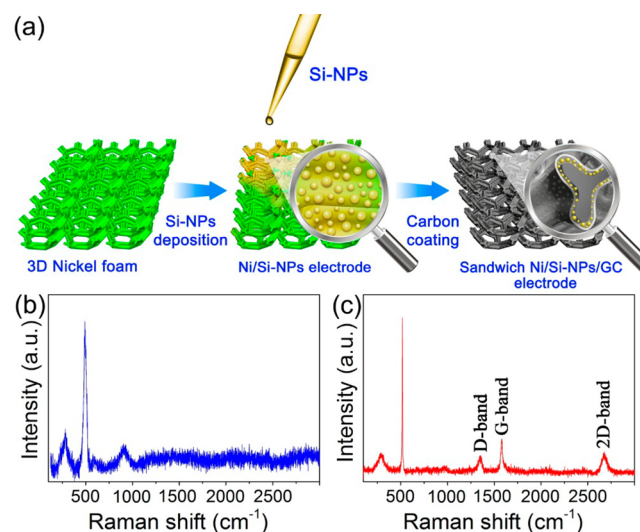 (a)
Si-NPs
Si-NPs
deposition
Carbon
coating
3D Nickel foam
Ni/Si-NPs electrode
Sandwich Ni/Si-NPs/GC
electrode
(b)
Intensity (a.u.)
500 1000 1500 2000 2500
Raman shift (cm⁻¹)
(c)
Intensity (a.u.)
D-band
G-band
2D-band
500 1000 1500 2000 2500
Raman shift (cm⁻¹)